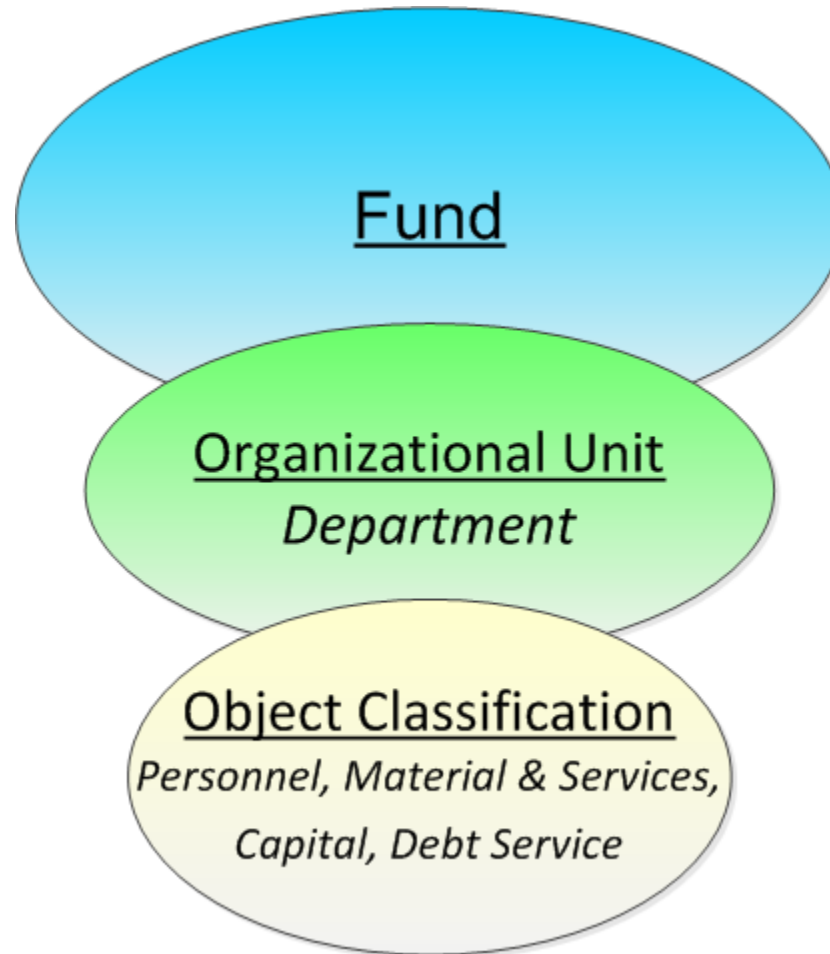 Fund
Organizational Unit
Department
Object Classification
Personnel, Material & Services,
Capital, Debt Service